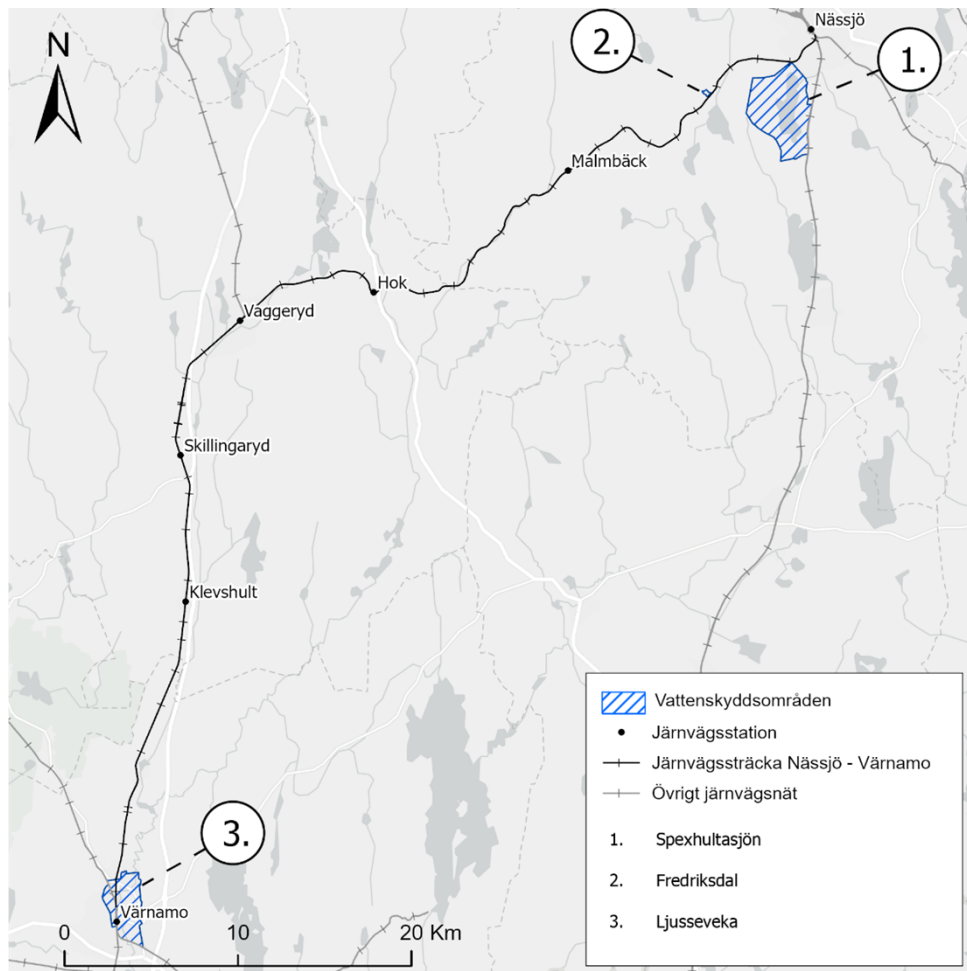 N
Nässjö
2.
1.
Malmbäck
Hok
Vaggeryd
Skillingaryd
Klevshult
3.
Värnamo
0 10 20 Km
Vattenskyddsområden
Järnvägsstation
Järnvägssträcka Nässjö - Värnamo
Övrigt järnvägsnät
1. Spexhultasjön
2. Fredriksdal
3. Ljusseveka